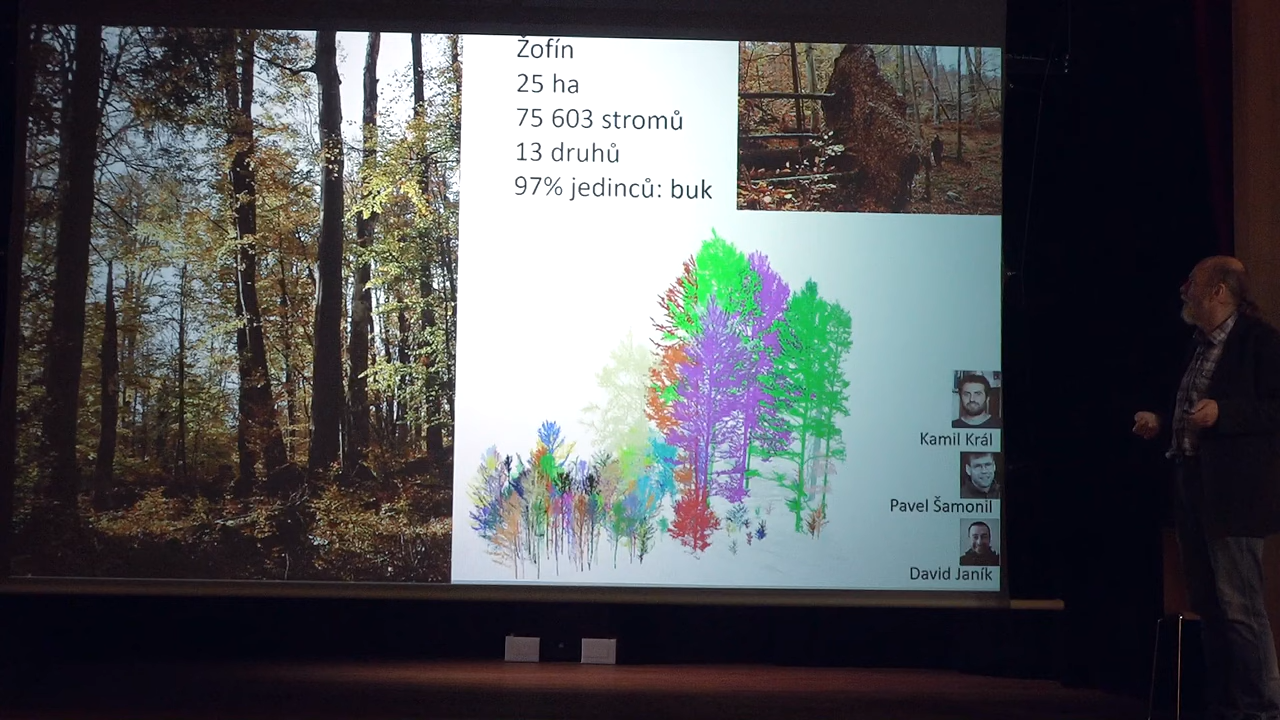 Žofín
25 ha
75 603 stromů
13 druhů
97% jedinců: buk
Kamil Král
Pavel Šamonil
David Janík